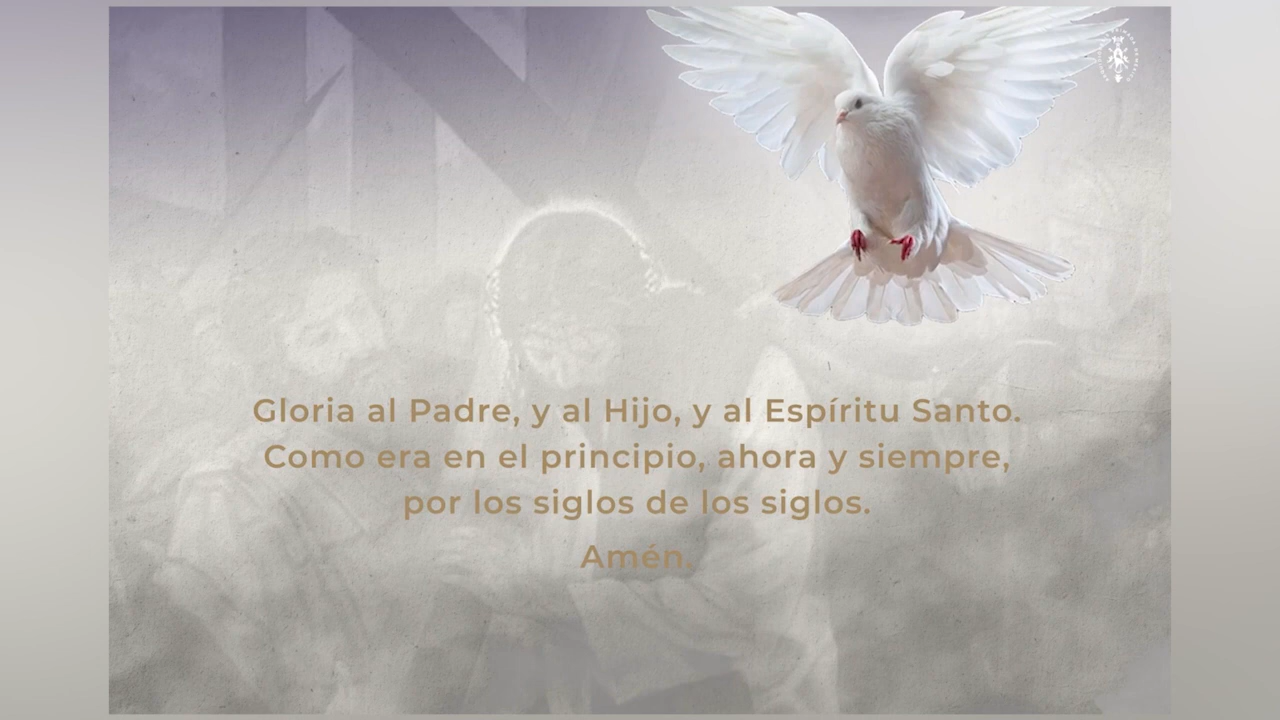 Gloria al Padre, y al Hijo, y al Espíritu Santo.
Como era en el principio, ahora y siempre,
por los siglos de los siglos.
Amén.